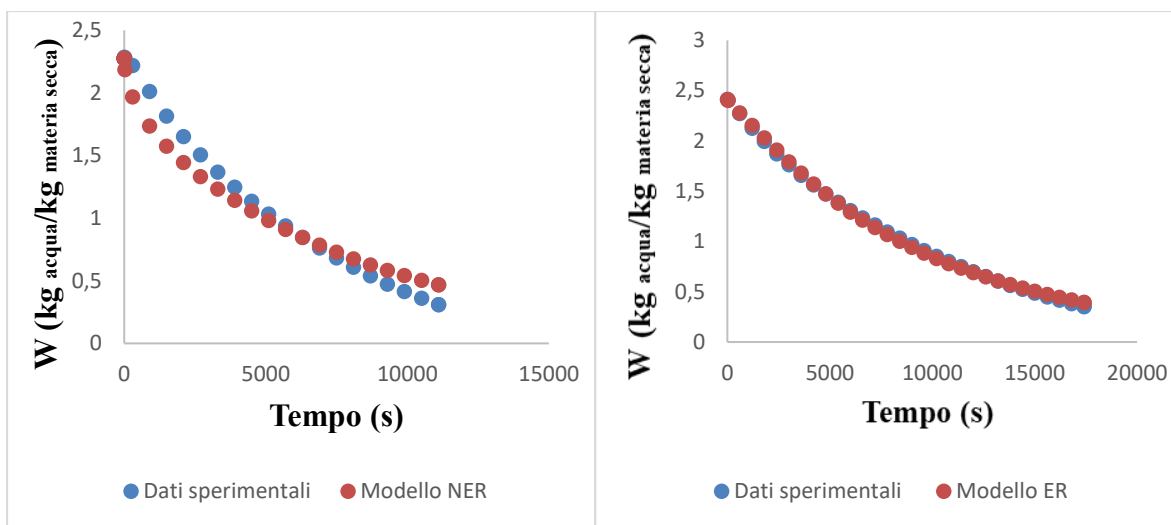 2,5
2
1,5
1
0,5
0
0
5000
10000
15000
W (kg acqua/kg materia secca)
Tempo (s)
Dati sperimentali
Modello NER
3
2,5
2
1,5
1
0,5
0
0
5000
10000
15000
20000
W (kg acqua/kg materia secca)
Tempo (s)
Dati sperimentali
Modello ER